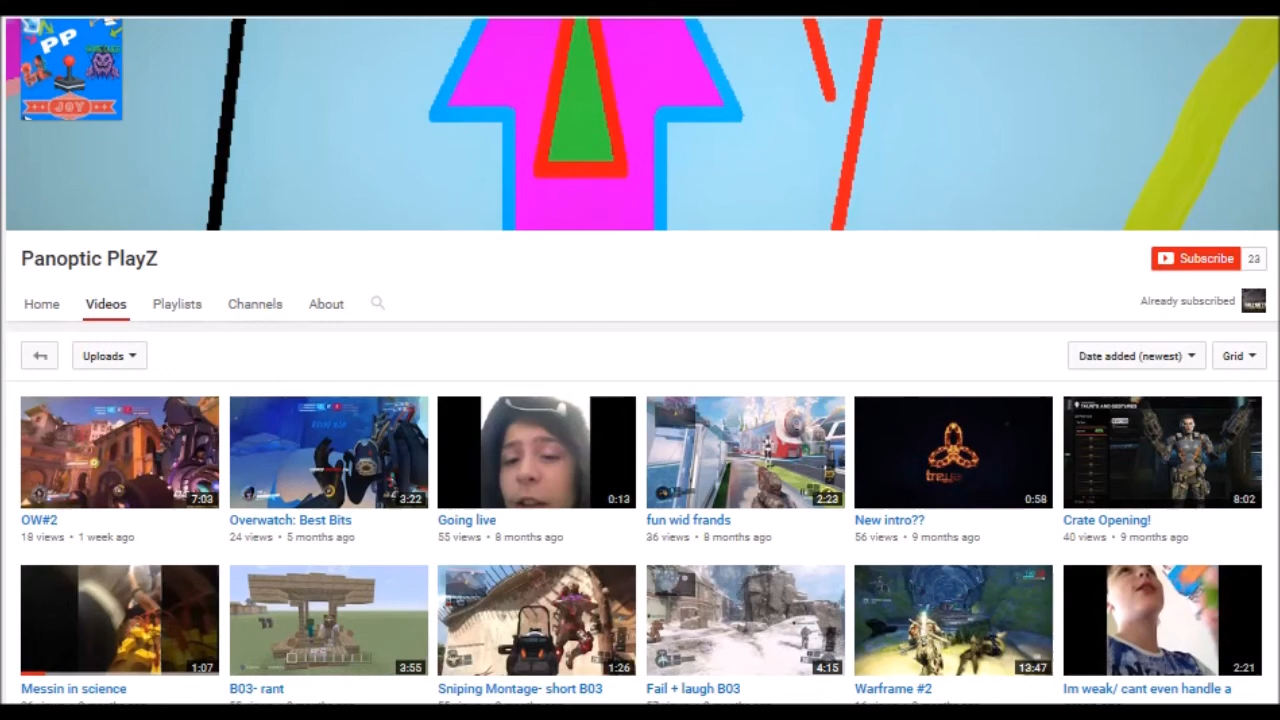 PP
JOY
Panoptic PlayZ
Subscribe 23
Home Videos Playlists Channels About
Already subscribed
Uploads
Date added (newest) Grid
7:03 3:22 0:13 2:23 0:58 8:02
OW#2 Overwatch: Best Bits Going live fun wid frands New intro?? Crate Opening!
18 views • 1 week ago 24 views • 5 months ago 55 views • 8 months ago 36 views • 8 months ago 56 views • 9 months ago 40 views • 9 months ago
1:07 3:55 1:26 4:15 13:47 2:21
Messin in science B03- rant Sniping Montage- short B03 Fail + laugh B03 Warframe #2 Im weak/ cant even handle a